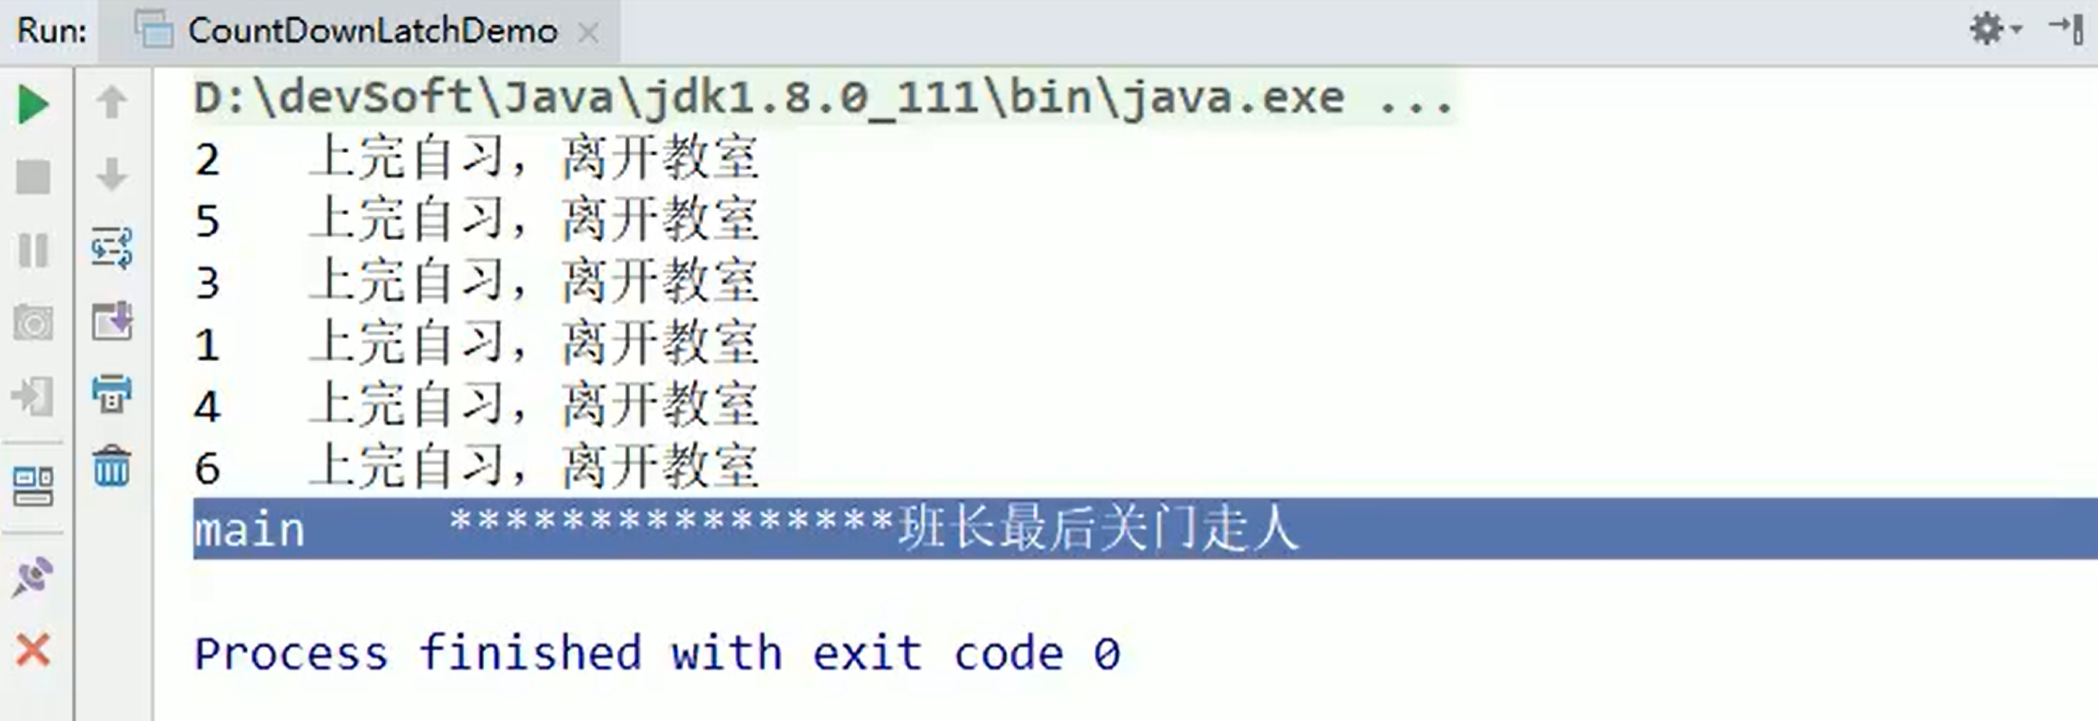 Run: CountDownLatchDemo
D:\devSoft\Java\jdk1.8.0_111\bin\java.exe ...
2 上完自习，离开教室
5 上完自习，离开教室
3 上完自习，离开教室
1 上完自习，离开教室
4 上完自习，离开教室
6 上完自习，离开教室
main ****************班长最后关门走人
Process finished with exit code 0